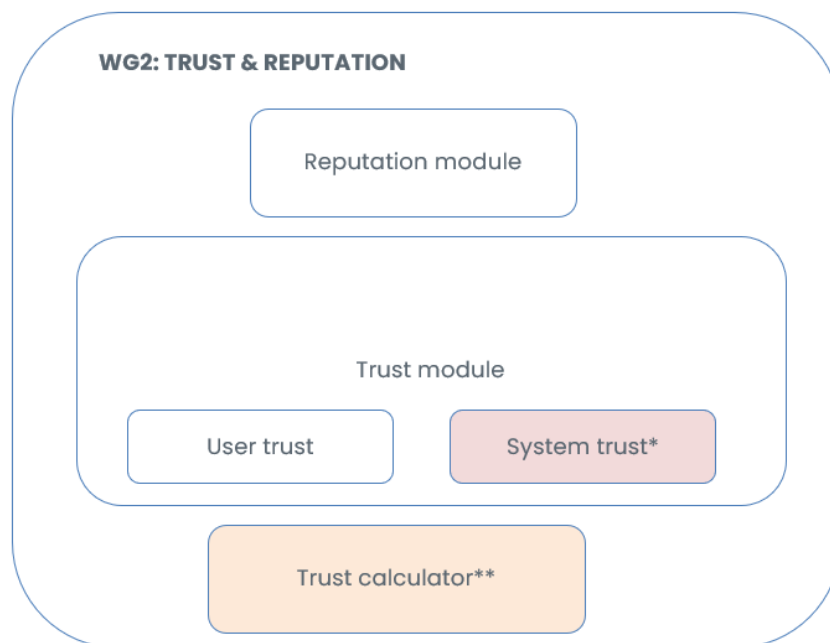 WG2: TRUST & REPUTATION
Reputation module
Trust module
User trust
System trust*
Trust calculator**